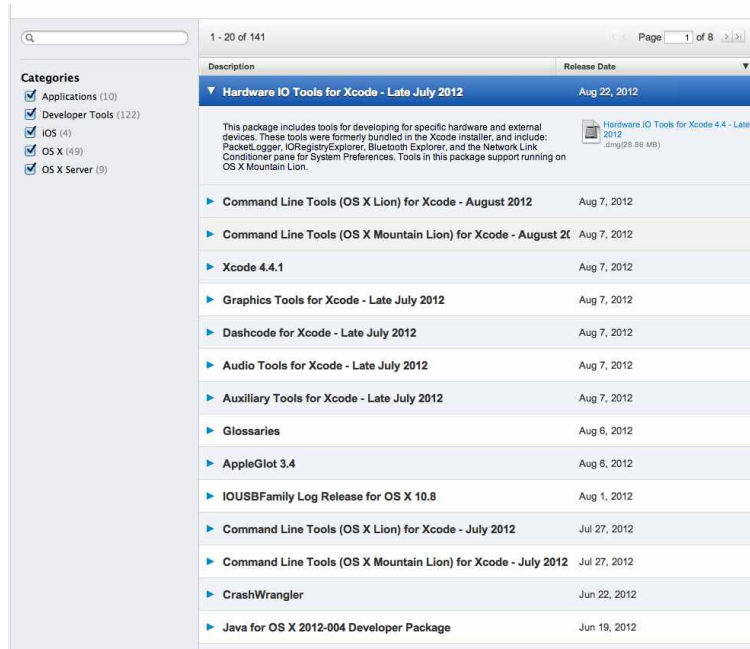 1 - 20 of 141
Page 1 of 8
Description Release Date
Categories
Applications (10)
Developer Tools (122)
iOS (4)
OS X (49)
OS X Server (9)
Hardware IO Tools for Xcode - Late July 2012 Aug 22, 2012
This package includes tools for developing for specific hardware and external
devices. These tools were formerly bundled in the Xcode installer, and include:
PacketLogger, IORegistryExplorer, Bluetooth Explorer, and the Network Link
Conditioner pane for System Preferences. Tools in this package support running on
OS X Mountain Lion.
Hardware IO Tools for Xcode 4.4 - Late
2012
.dmg(28.86 MB)
Command Line Tools (OS X Lion) for Xcode - August 2012 Aug 7, 2012
Command Line Tools (OS X Mountain Lion) for Xcode - August 20 Aug 7, 2012
Xcode 4.4.1 Aug 7, 2012
Graphics Tools for Xcode - Late July 2012 Aug 7, 2012
Dashcode for Xcode - Late July 2012 Aug 7, 2012
Audio Tools for Xcode - Late July 2012 Aug 7, 2012
Auxiliary Tools for Xcode - Late July 2012 Aug 7, 2012
Glossaries Aug 6, 2012
AppleGlot 3.4 Aug 6, 2012
IOUSBFamily Log Release for OS X 10.8 Aug 1, 2012
Command Line Tools (OS X Lion) for Xcode - July 2012 Jul 27, 2012
Command Line Tools (OS X Mountain Lion) for Xcode - July 2012 Jul 27, 2012
CrashWrangler Jun 22, 2012
Java for OS X 2012-004 Developer Package Jun 19, 2012